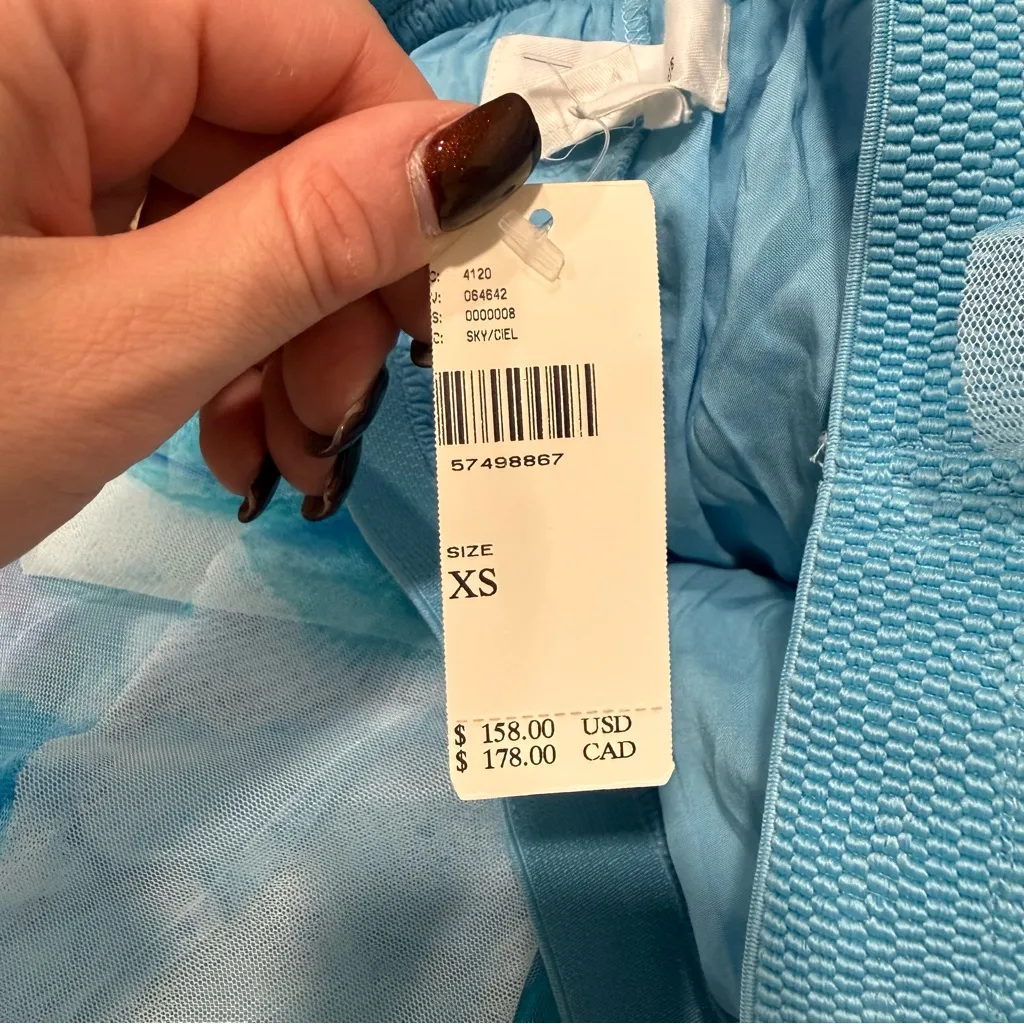 : 4120
: 064642
S: 0000008
C: SKY/CIEL
57498867
SIZE
XS
$ 158.00 USD
$ 178.00 CAD